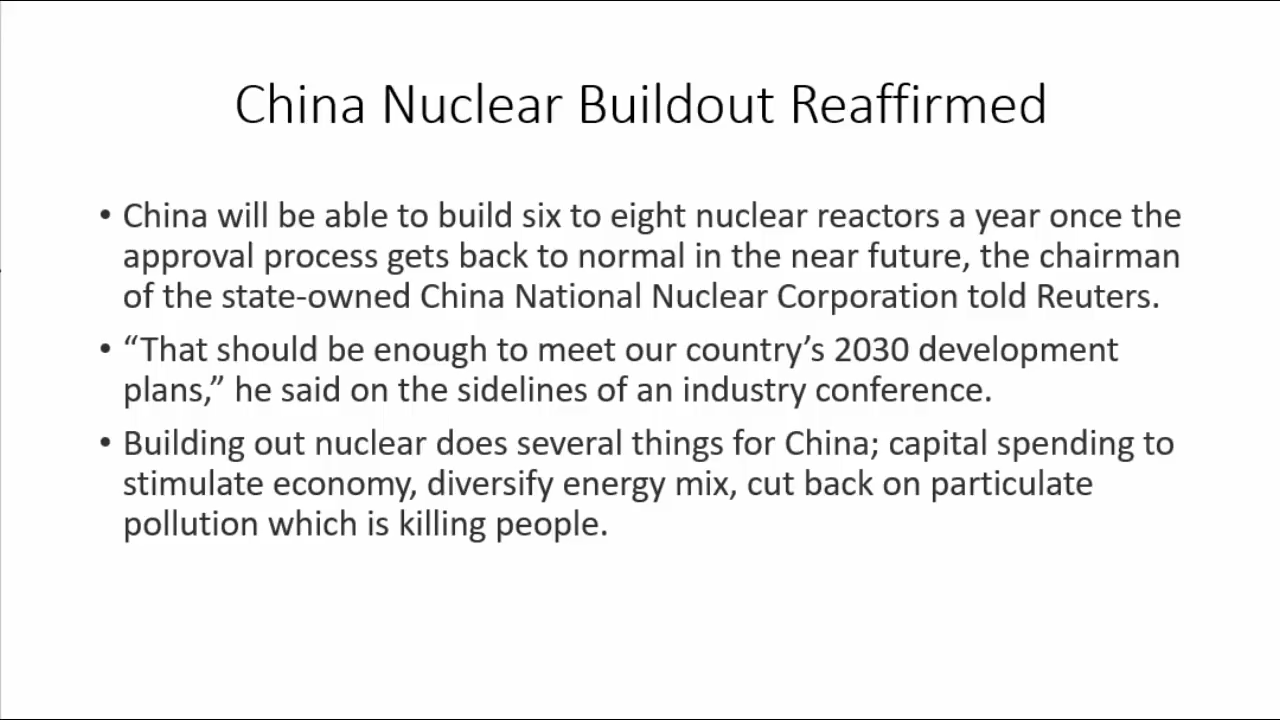 China Nuclear Buildout Reaffirmed
• China will be able to build six to eight nuclear reactors a year once the
approval process gets back to normal in the near future, the chairman
of the state-owned China National Nuclear Corporation told Reuters.
• “That should be enough to meet our country’s 2030 development
plans,” he said on the sidelines of an industry conference.
• Building out nuclear does several things for China; capital spending to
stimulate economy, diversify energy mix, cut back on particulate
pollution which is killing people.